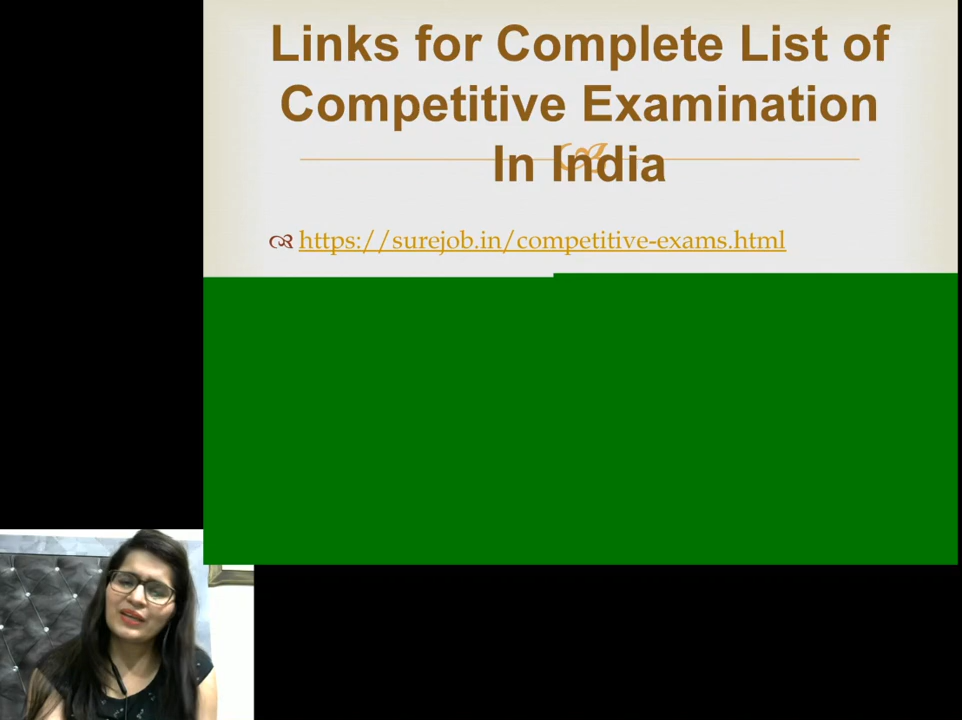 Links for Complete List of
Competitive Examination
In India
https://surejob.in/competitive-exams.html